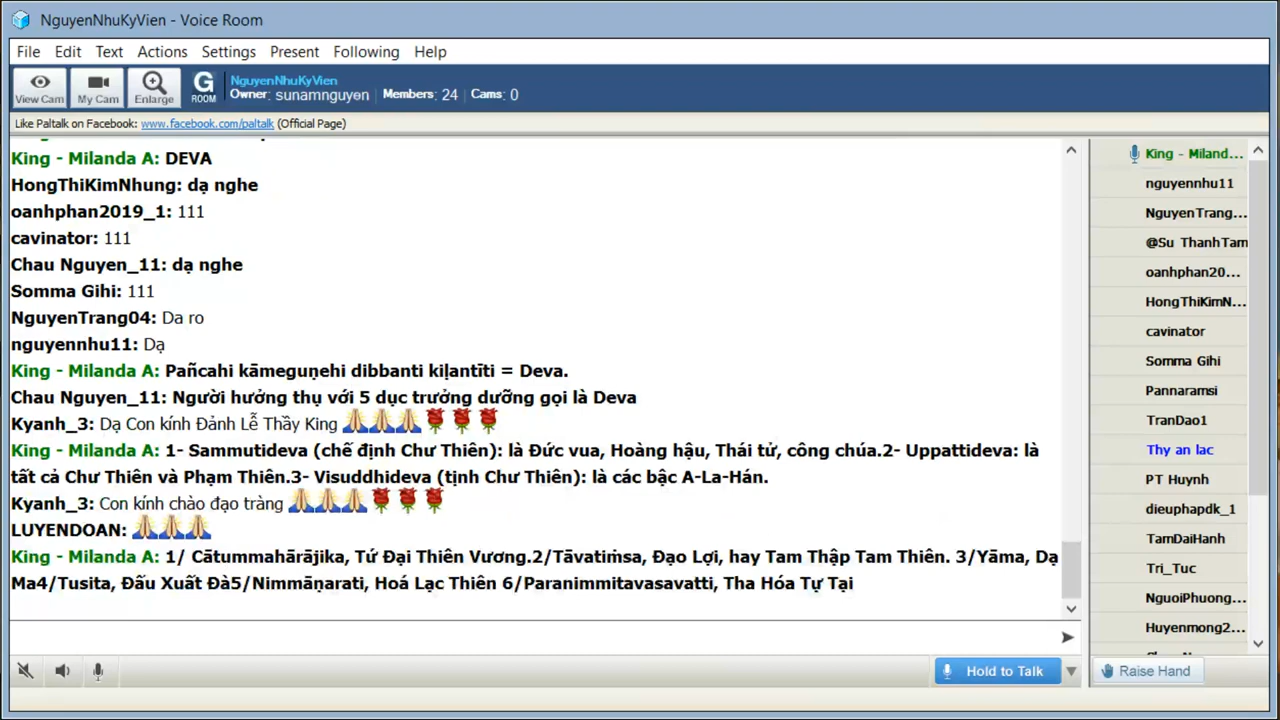 NguyenNhuKyVien - Voice Room
File Edit Text Actions Settings Present Following Help
View Cam My Cam Enlarge G ROOM
NguyenNhuKyVien
Owner: sunamnguyen Members: 24 Cams: 0
Like Paltalk on Facebook: www.facebook.com/paltalk (Official Page)
King - Milanda A: DEVA
HongThiKimNhung: dạ nghe
oanhphan2019_1: 111
cavinator: 111
Chau Nguyen_11: dạ nghe
Somma Gihi: 111
NguyenTrang04: Da ro
nguyennhu11: Dạ
King - Milanda A: Pañcahi kāmeguṇehi dibbanti kiḷantīti = Deva.
Chau Nguyen_11: Người hưởng thụ với 5 dục trưởng dưỡng gọi là Deva
Kyanh_3: Dạ Con kính Đảnh Lễ Thầy King 🙏🙏🙏🌹🌹🌹
King - Milanda A: 1- Sammutideva (chế định Chư Thiên): là Đức vua, Hoàng hậu, Thái tử, công chúa.2- Uppattideva: là
tất cả Chư Thiên và Phạm Thiên.3- Visuddhideva (tịnh Chư Thiên): là các bậc A-La-Hán.
Kyanh_3: Con kính chào đạo tràng 🙏🙏🙏🌹🌹🌹
LUYENDOAN: 🙏🙏🙏
King - Milanda A: 1/ Cātummahārājika, Tứ Đại Thiên Vương.2/Tāvatiṁsa, Đạo Lợi, hay Tam Thập Tam Thiên. 3/Yāma, Dạ
Ma4/Tusita, Đấu Xuất Đà5/Nimmāṇarati, Hoá Lạc Thiên 6/Paranimmitavasavatti, Tha Hóa Tự Tại
King - Miland...
nguyennhu11
NguyenTrang...
@Su ThanhTam
oanhphan20...
HongThiKimN...
cavinator
Somma Gihi
Pannaramsi
TranDao1
Thy an lac
PT Huynh
dieuphapdk_1
TamDaiHanh
Tri_Tuc
NguoiPhuong...
Huyenmong2...
Hold to Talk
Raise Hand